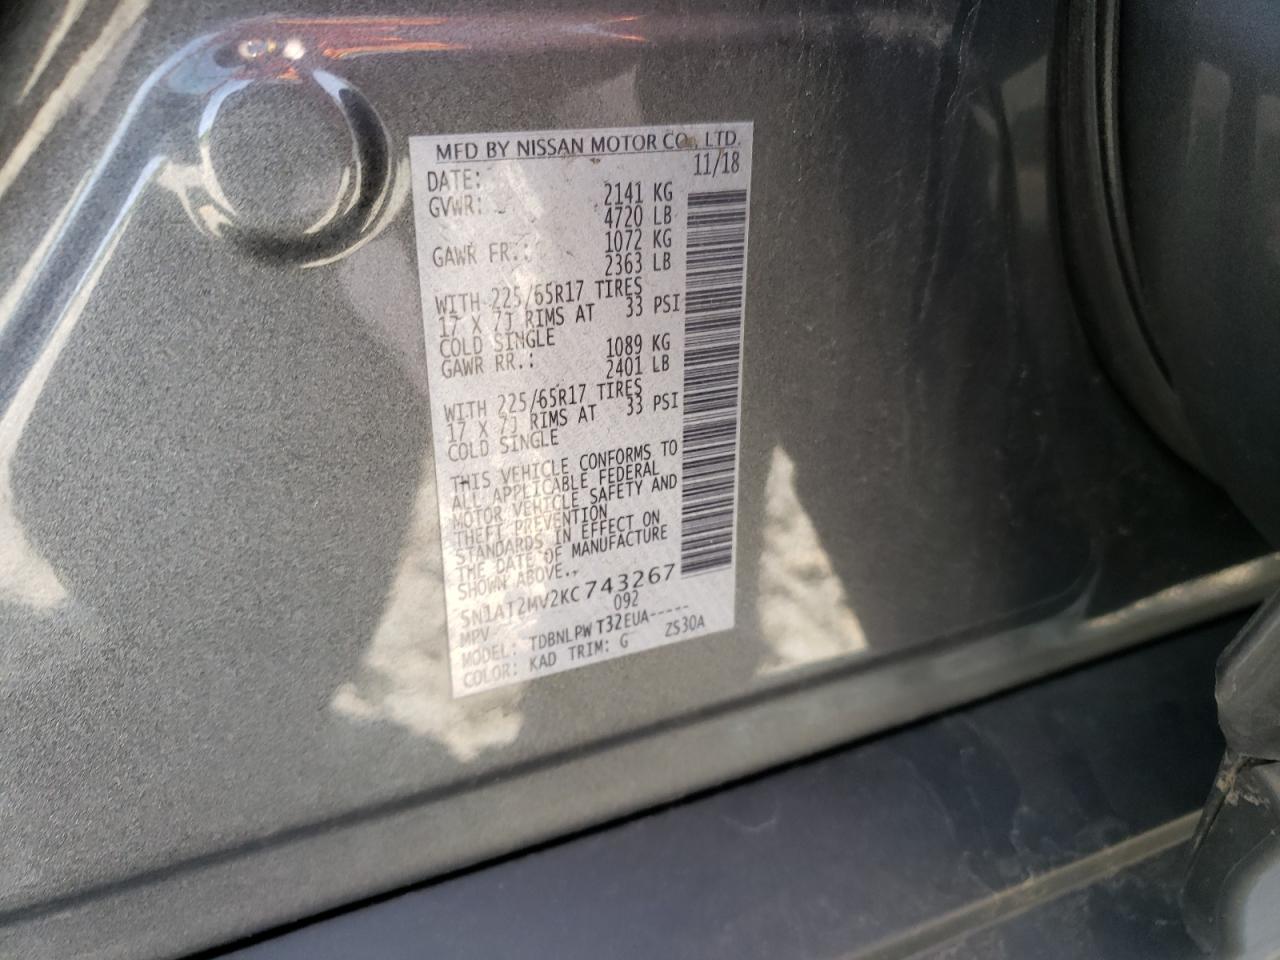 MFD BY NISSAN MOTOR CO., LTD.
DATE: 11/18
GVWR: 2141 KG
4720 LB
GAWR FR.: 1072 KG
2363 LB
WITH 225/65R17 TIRES
17 X 7J RIMS AT 33 PSI
COLD SINGLE
GAWR RR.: 1089 KG
2401 LB
WITH 225/65R17 TIRES
17 X 7J RIMS AT 33 PSI
COLD SINGLE
THIS VEHICLE CONFORMS TO
ALL APPLICABLE FEDERAL
MOTOR VEHICLE SAFETY AND
THEFT PREVENTION
STANDARDS IN EFFECT ON
THE DATE OF MANUFACTURE
SHOWN ABOVE..
5N1AT2MV2KC743267
MPV 092
MODEL: TDBNLPW T32EUA-----
COLOR: KAD TRIM: G ZS30A